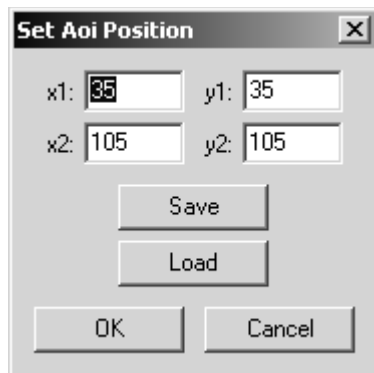 Set Aoi Position
x1: 35 y1: 35
x2: 105 y2: 105
Save
Load
OK Cancel